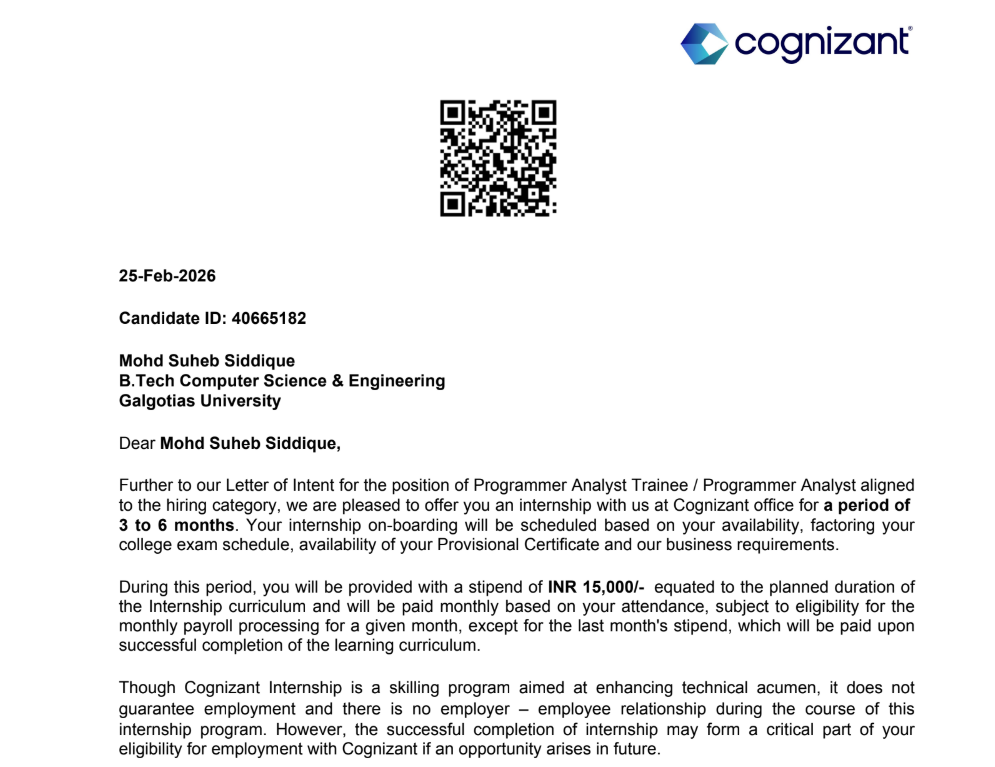 cognizant®
25-Feb-2026
Candidate ID: 40665182
Mohd Suheb Siddique
B.Tech Computer Science & Engineering
Galgotias University
Dear Mohd Suheb Siddique,
Further to our Letter of Intent for the position of Programmer Analyst Trainee / Programmer Analyst aligned
to the hiring category, we are pleased to offer you an internship with us at Cognizant office for a period of
3 to 6 months. Your internship on-boarding will be scheduled based on your availability, factoring your
college exam schedule, availability of your Provisional Certificate and our business requirements.
During this period, you will be provided with a stipend of INR 15,000/- equated to the planned duration of
the Internship curriculum and will be paid monthly based on your attendance, subject to eligibility for the
monthly payroll processing for a given month, except for the last month's stipend, which will be paid upon
successful completion of the learning curriculum.
Though Cognizant Internship is a skilling program aimed at enhancing technical acumen, it does not
guarantee employment and there is no employer – employee relationship during the course of this
internship program. However, the successful completion of internship may form a critical part of your
eligibility for employment with Cognizant if an opportunity arises in future.